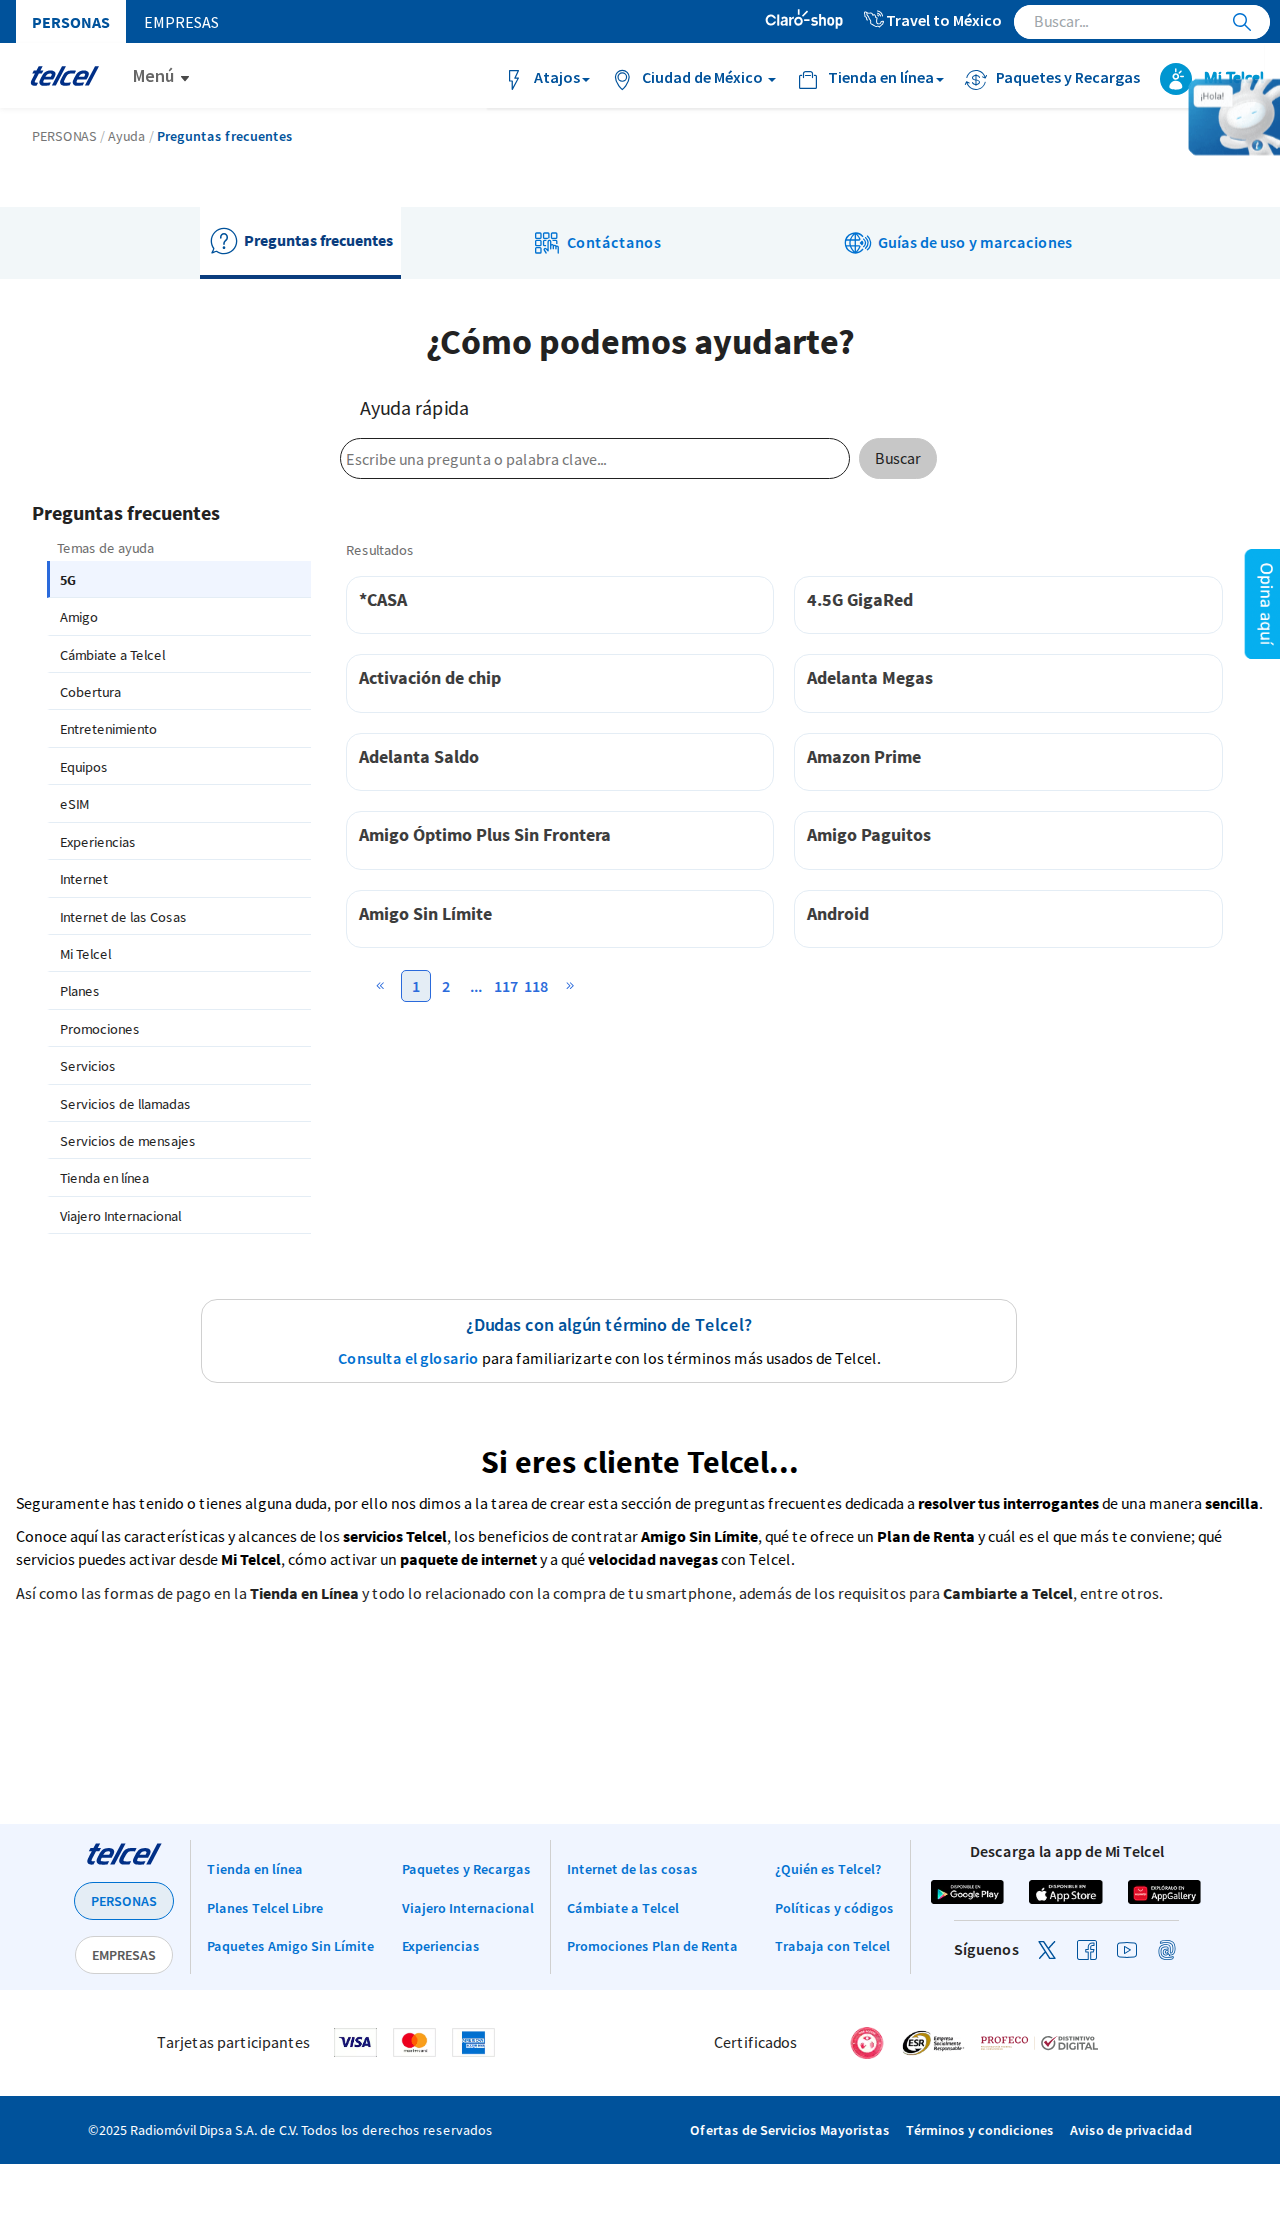 PERSONAS EMPRESAS Claro-shop Travel to México Buscar...
telcel Menú Atajos Ciudad de México Tienda en línea Paquetes y Recargas Mi Telcel
¡Hola!
PERSONAS / Ayuda / Preguntas frecuentes
Preguntas frecuentes Contáctanos Guías de uso y marcaciones
¿Cómo podemos ayudarte?
Ayuda rápida
Escribe una pregunta o palabra clave... Buscar
Preguntas frecuentes
Temas de ayuda
5G
Amigo
Cámbiate a Telcel
Cobertura
Entretenimiento
Equipos
eSIM
Experiencias
Internet
Internet de las Cosas
Mi Telcel
Planes
Promociones
Servicios
Servicios de llamadas
Servicios de mensajes
Tienda en línea
Viajero Internacional
Resultados
*CASA
4.5G GigaRed
Activación de chip
Adelanta Megas
Adelanta Saldo
Amazon Prime
Amigo Óptimo Plus Sin Frontera
Amigo Paguitos
Amigo Sin Límite
Android
« 1 2 ... 117 118 »
Opina aquí
¿Dudas con algún término de Telcel?
Consulta el glosario para familiarizarte con los términos más usados de Telcel.
Si eres cliente Telcel...
Seguramente has tenido o tienes alguna duda, por ello nos dimos a la tarea de crear esta sección de preguntas frecuentes dedicada a resolver tus interrogantes de una manera sencilla.
Conoce aquí las características y alcances de los servicios Telcel, los beneficios de contratar Amigo Sin Límite, qué te ofrece un Plan de Renta y cuál es el que más te conviene; qué
servicios puedes activar desde Mi Telcel, cómo activar un paquete de internet y a qué velocidad navegas con Telcel.
Así como las formas de pago en la Tienda en Línea y todo lo relacionado con la compra de tu smartphone, además de los requisitos para Cambiarte a Telcel, entre otros.
telcel
PERSONAS
EMPRESAS
Tienda en línea
Planes Telcel Libre
Paquetes Amigo Sin Límite
Paquetes y Recargas
Viajero Internacional
Experiencias
Internet de las cosas
Cámbiate a Telcel
Promociones Plan de Renta
¿Quién es Telcel?
Políticas y códigos
Trabaja con Telcel
Descarga la app de Mi Telcel
DISPONIBLE EN Google Play
DISPONIBLE EN App Store
EXPLÓRALO EN AppGallery
Síguenos
Tarjetas participantes VISA
Certificados ESR Empresa Socialmente Responsable PROFECO DISTINTIVO DIGITAL
©2025 Radiomóvil Dipsa S.A. de C.V. Todos los derechos reservados Ofertas de Servicios Mayoristas Términos y condiciones Aviso de privacidad